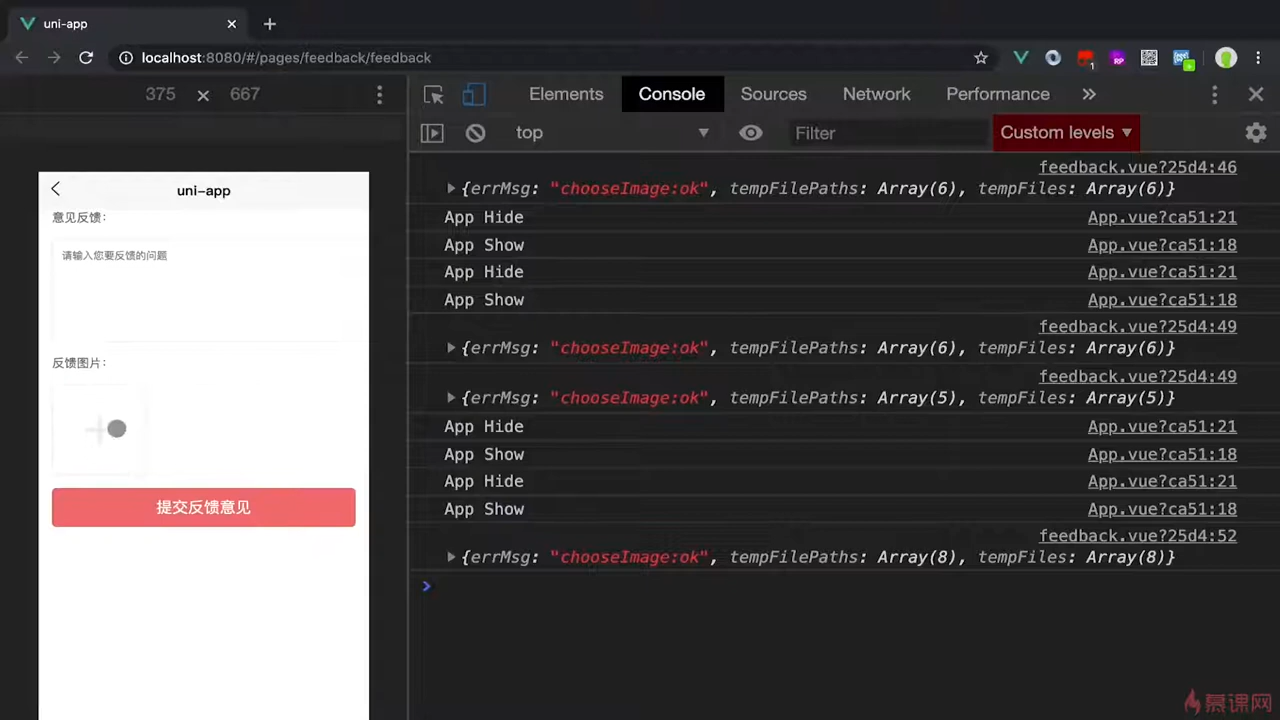 uni-app
localhost:8080/#/pages/feedback/feedback
375 × 667
Elements Console Sources Network Performance »
top Filter Custom levels ▼
uni-app
意见反馈:
请输入您要反馈的问题
反馈图片:
提交反馈意见
feedback.vue?25d4:46
{errMsg: "chooseImage:ok", tempFilePaths: Array(6), tempFiles: Array(6)}
App Hide App.vue?ca51:21
App Show App.vue?ca51:18
App Hide App.vue?ca51:21
App Show App.vue?ca51:18
feedback.vue?25d4:49
{errMsg: "chooseImage:ok", tempFilePaths: Array(6), tempFiles: Array(6)}
feedback.vue?25d4:49
{errMsg: "chooseImage:ok", tempFilePaths: Array(5), tempFiles: Array(5)}
App Hide App.vue?ca51:21
App Show App.vue?ca51:18
App Hide App.vue?ca51:21
App Show App.vue?ca51:18
feedback.vue?25d4:52
{errMsg: "chooseImage:ok", tempFilePaths: Array(8), tempFiles: Array(8)}
慕课网